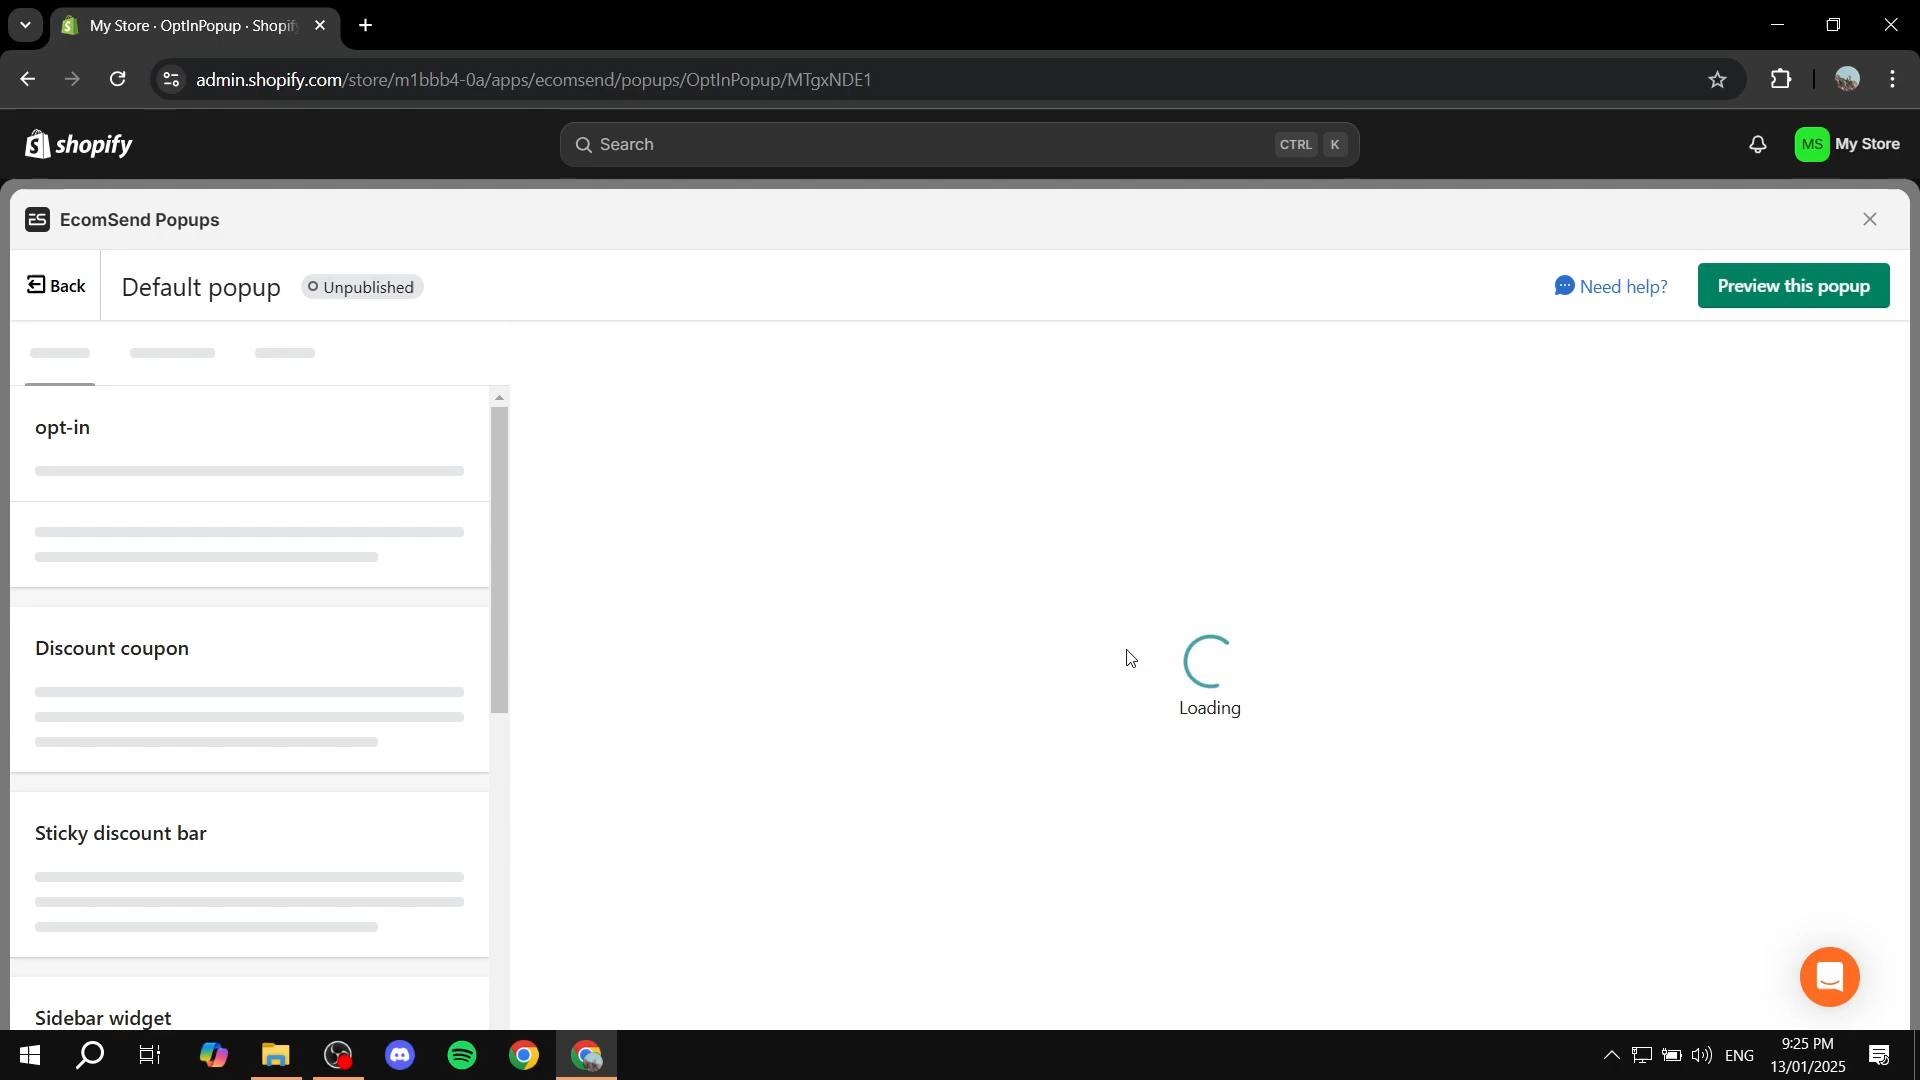 My Store · OptInPopup · Shopif
admin.shopify.com/store/m1bbb4-0a/apps/ecomsend/popups/OptInPopup/MTgxNDE1
shopify
Search
CTRL K
MS My Store
ES EcomSend Popups
Back
Default popup
Unpublished
Need help?
Preview this popup
opt-in
Discount coupon
Sticky discount bar
Sidebar widget
Loading
ENG
9:25 PM
13/01/2025